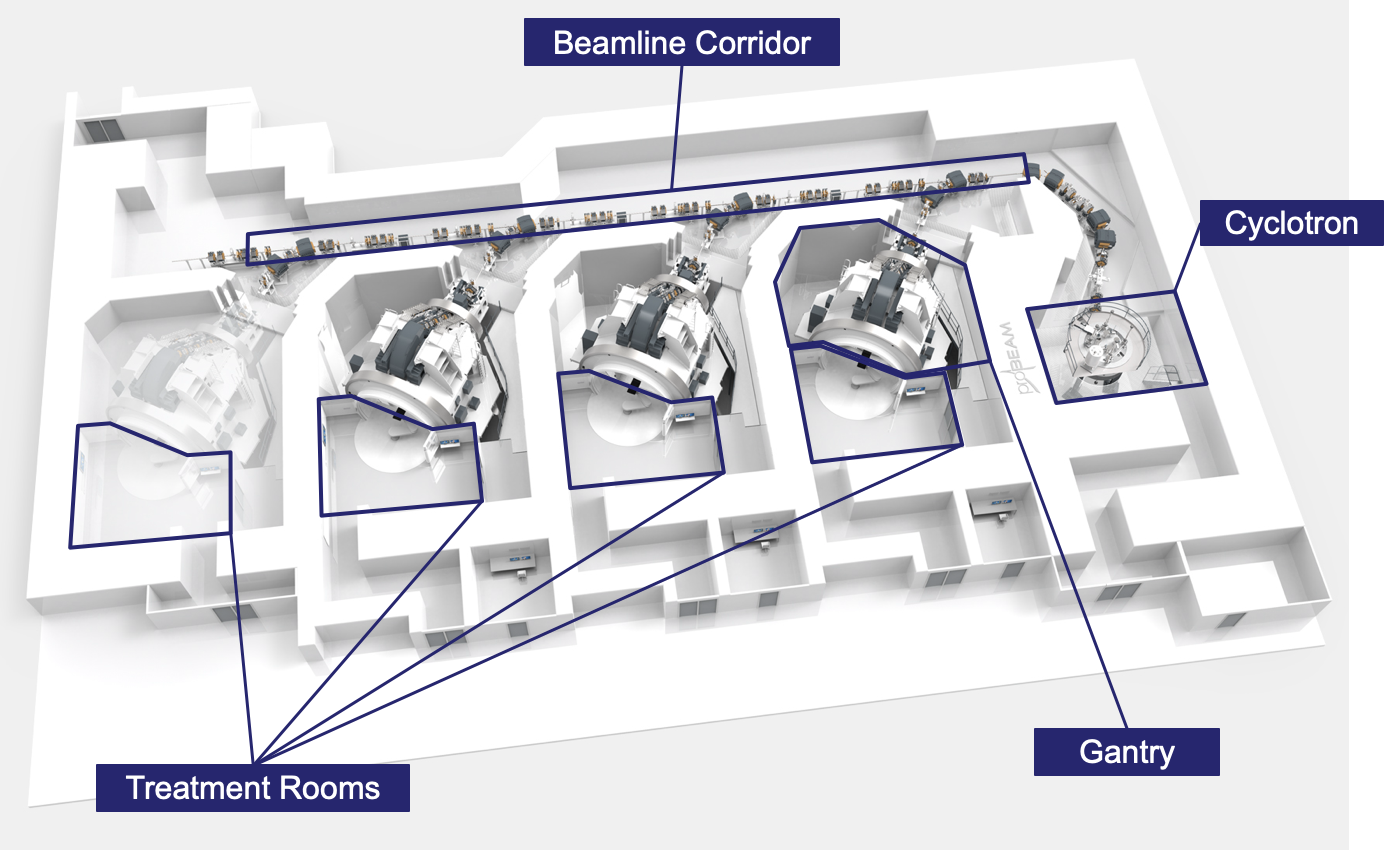 Beamline Corridor
Cyclotron
proBEAM
Gantry
Treatment Rooms